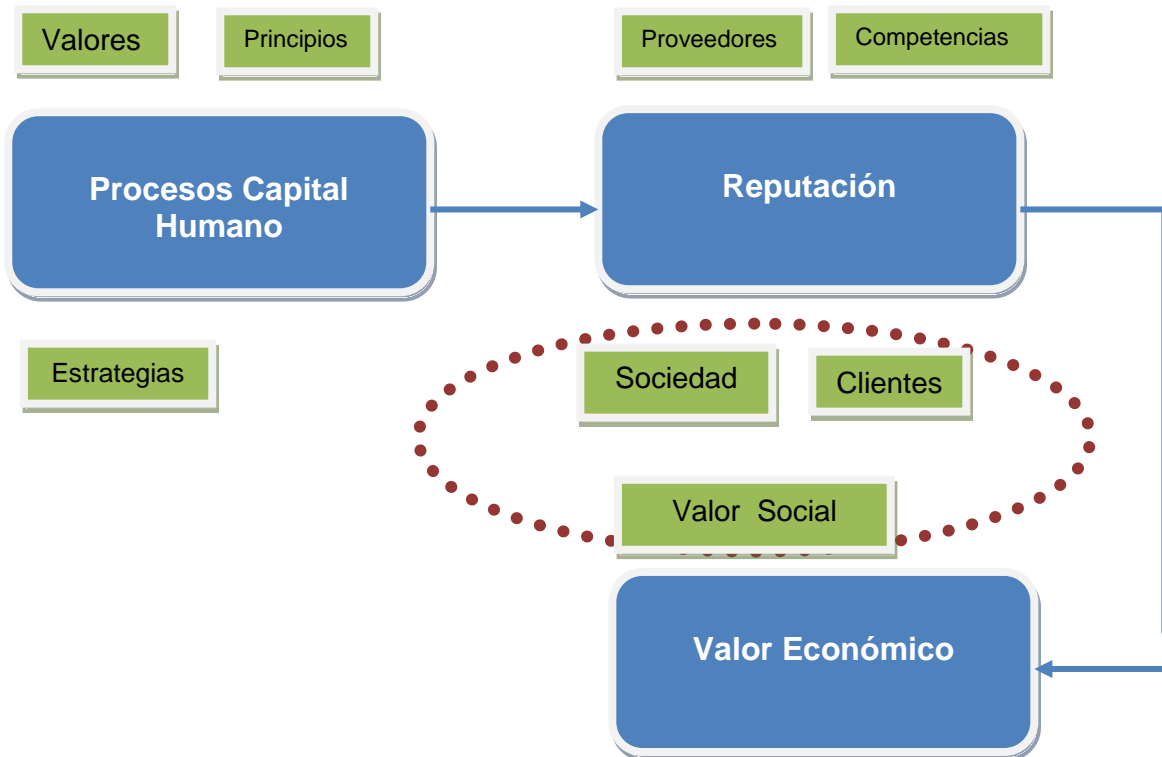 Valores
Principios
Proveedores
Competencias
Procesos Capital
Humano
Reputación
Estrategias
Sociedad
Clientes
Valor Social
Valor Económico